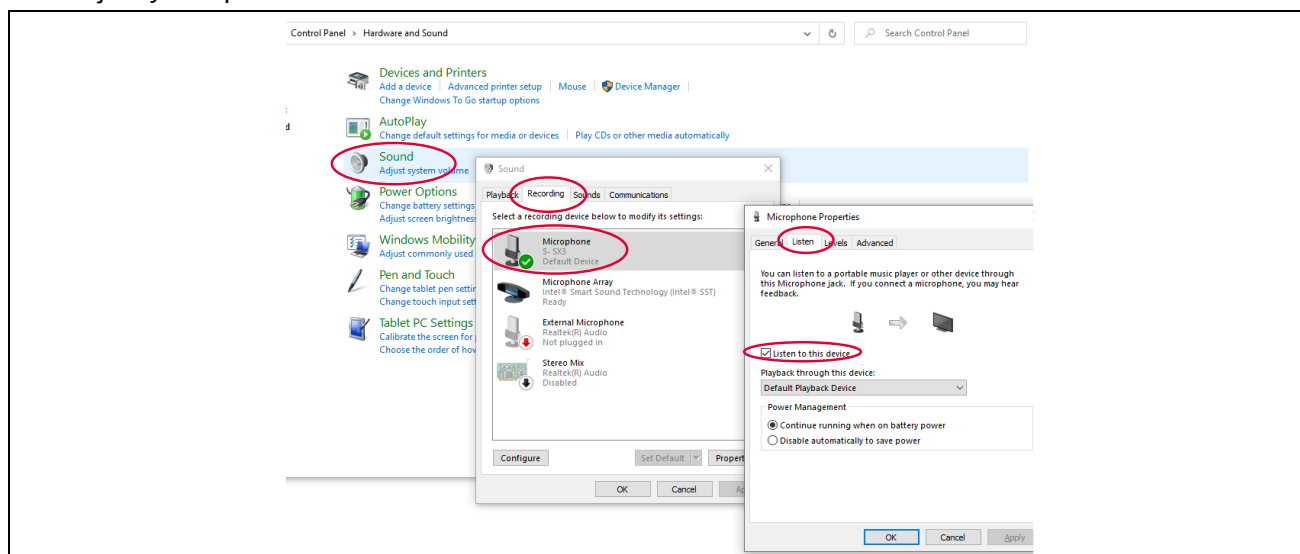 Control Panel > Hardware and Sound
Search Control Panel
Devices and Printers
Add a device | Advanced printer setup | Mouse | Device Manager |
Change Windows To Go startup options
AutoPlay
Change default settings for media or devices | Play CDs or other media automatically
Sound
Adjust system volume
Power Options
Change battery settings
Adjust screen brightness
Windows Mobility
Adjust commonly used
Pen and Touch
Change tablet pen settin
Change touch input sett
Tablet PC Settings
Calibrate the screen for
Choose the order of how
Sound
Playback Recording Sounds Communications
Select a recording device below to modify its settings:
Microphone
S- SX3
Default Device
Microphone Array
Intel® Smart Sound Technology (Intel® SST)
Ready
External Microphone
Realtek(R) Audio
Not plugged in
Stereo Mix
Realtek(R) Audio
Disabled
Configure Set Default Propert
OK Cancel Ap
Microphone Properties
General Listen Levels Advanced
You can listen to a portable music player or other device through
this Microphone jack. If you connect a microphone, you may hear
feedback.
Listen to this device
Playback through this device:
Default Playback Device
Power Management
Continue running when on battery power
Disable automatically to save power
OK Cancel Apply